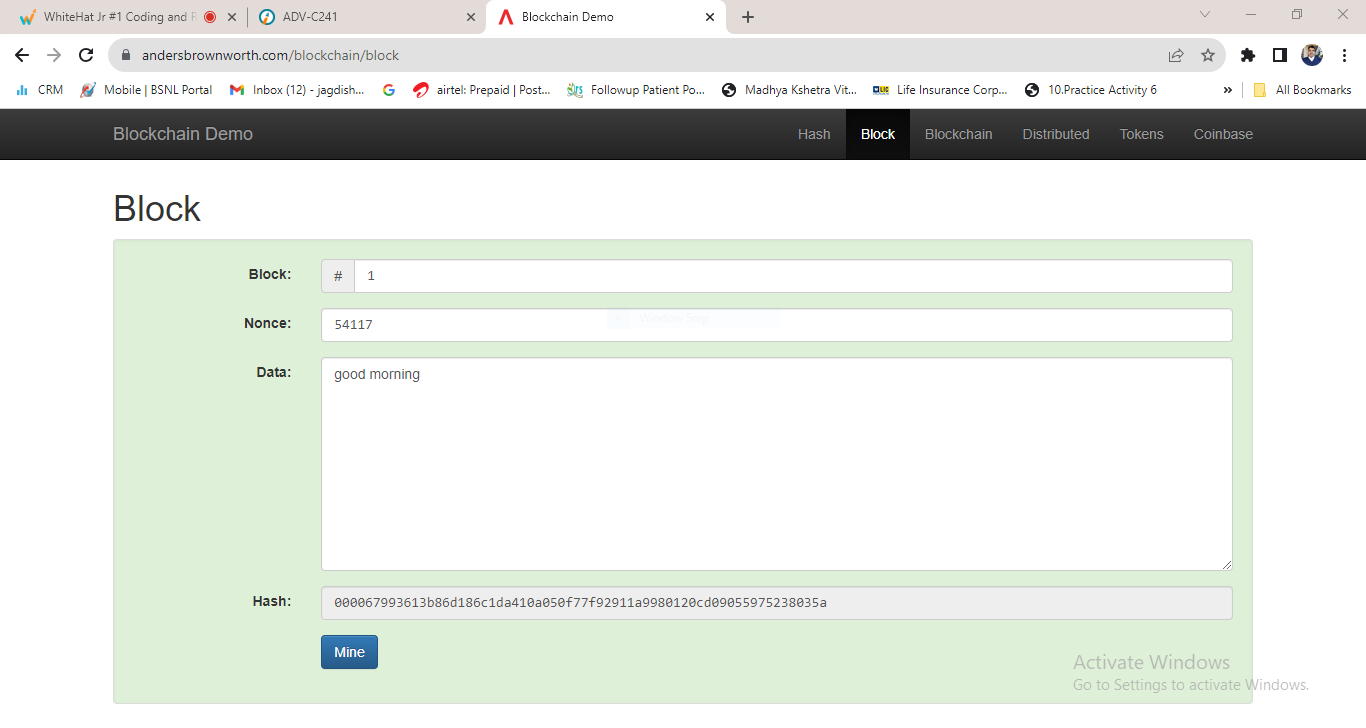 WhiteHat Jr #1 Coding and
ADV-C241
Blockchain Demo
andersbrownworth.com/blockchain/block
CRM
Mobile | BSNL Portal
Inbox (12) - jagdish...
airtel: Prepaid | Post...
Followup Patient Po...
Madhya Kshetra Vit...
LIC
Life Insurance Corp...
10.Practice Activity 6
»
All Bookmarks
Blockchain Demo
Hash
Block
Blockchain
Distributed
Tokens
Coinbase
Block
Block:
#
1
Nonce:
54117
Window Snip
Data:
good morning
Hash:
000067993613b86d186c1da410a050f77f92911a9980120cd09055975238035a
Mine
Activate Windows
Go to Settings to activate Windows.